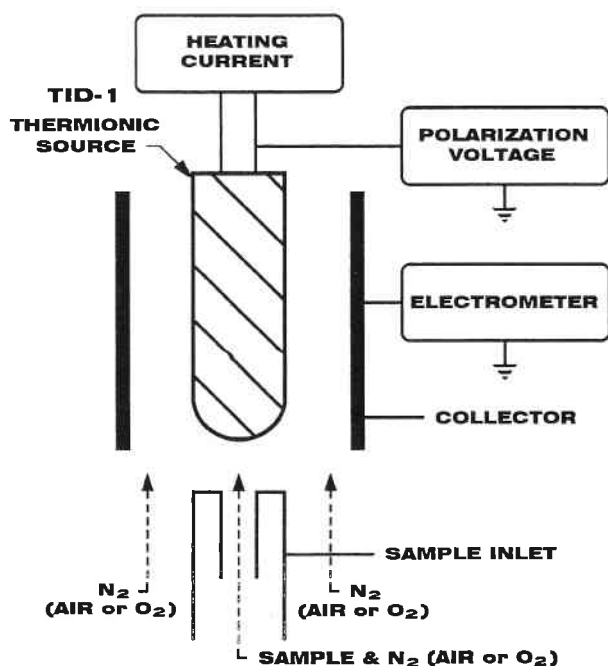 HEATING
CURRENT
TID-1
THERMIONIC
SOURCE
POLARIZATION
VOLTAGE
ELECTROMETER
COLLECTOR
SAMPLE INLET
N₂
(AIR or O₂)
N₂
(AIR or O₂)
SAMPLE & N₂ (AIR or O₂)